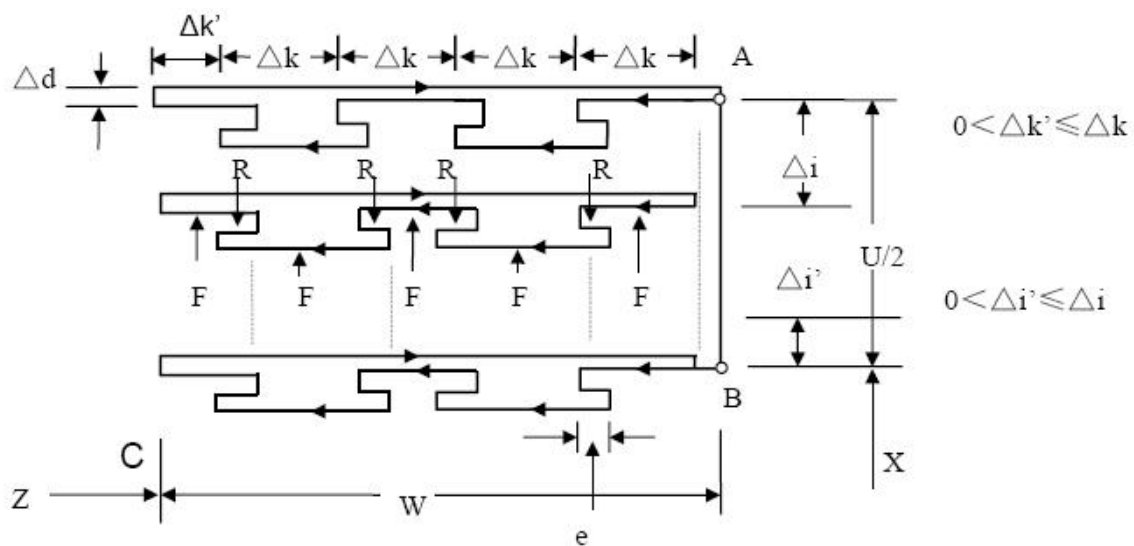 Δk’
△k △k △k △k
A
△d
0<△k’≤△k
△i
R R R R
U/2
△i’
0<△i’≤△i
F F F F F
B
C
X
Z
W
e